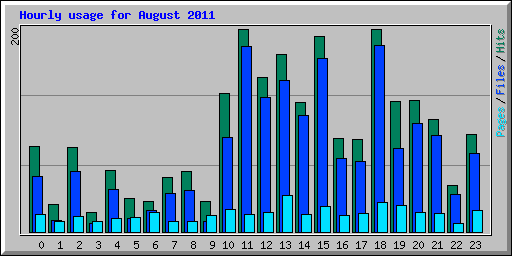 Hourly usage for August 2011
200
Pages/Files/Hits
0 1 2 3 4 5 6 7 8 9 10 11 12 13 14 15 16 17 18 19 20 21 22 23